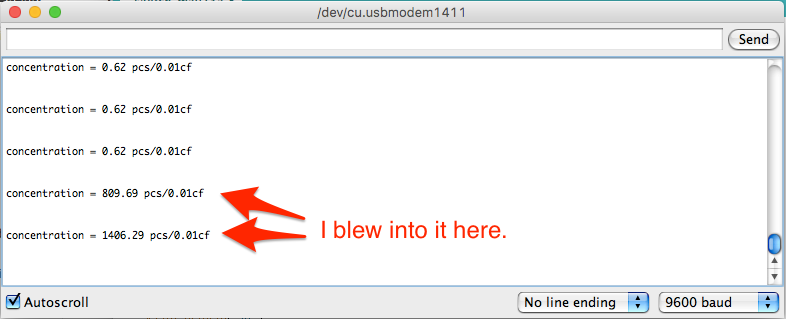 /dev/cu.usbmodem1411
Send
concentration = 0.62 pcs/0.01cf
concentration = 0.62 pcs/0.01cf
concentration = 0.62 pcs/0.01cf
concentration = 809.69 pcs/0.01cf
I blew into it here.
concentration = 1406.29 pcs/0.01cf
Autoscroll
No line ending
9600 baud